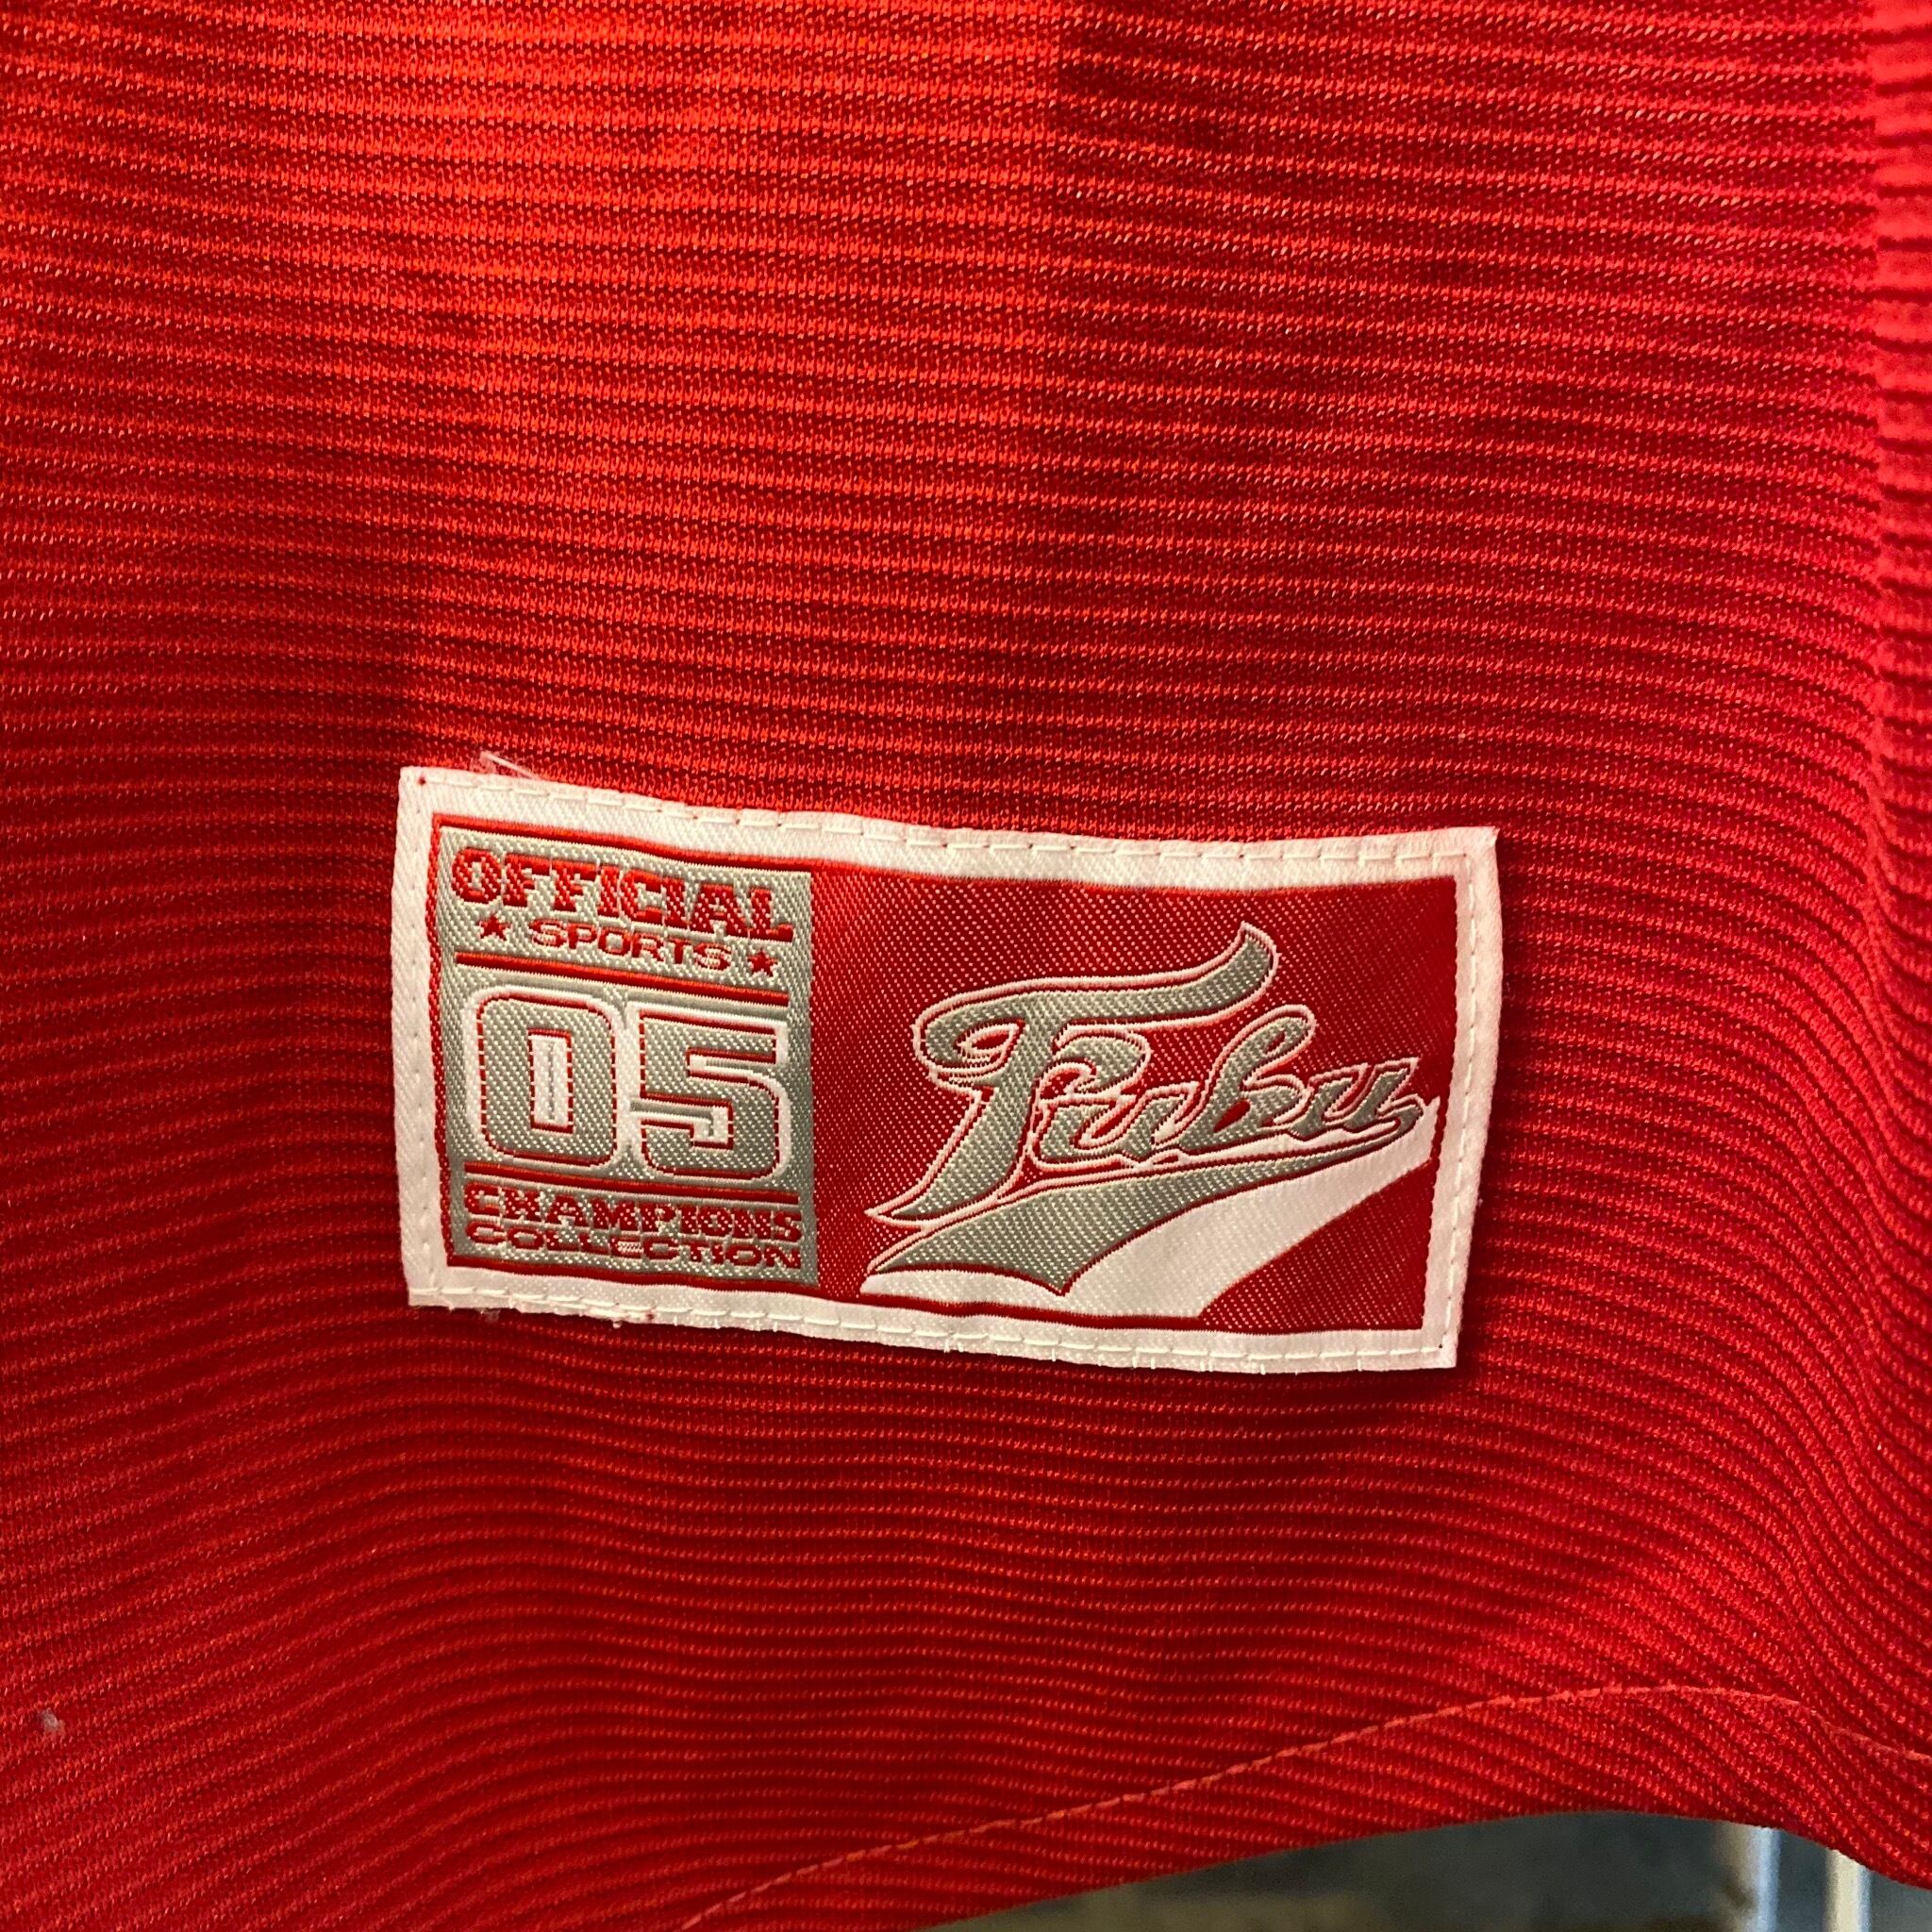 OFFICIAL
★ SPORTS ★
05
CHAMPIONS
COLLECTION
Fubu